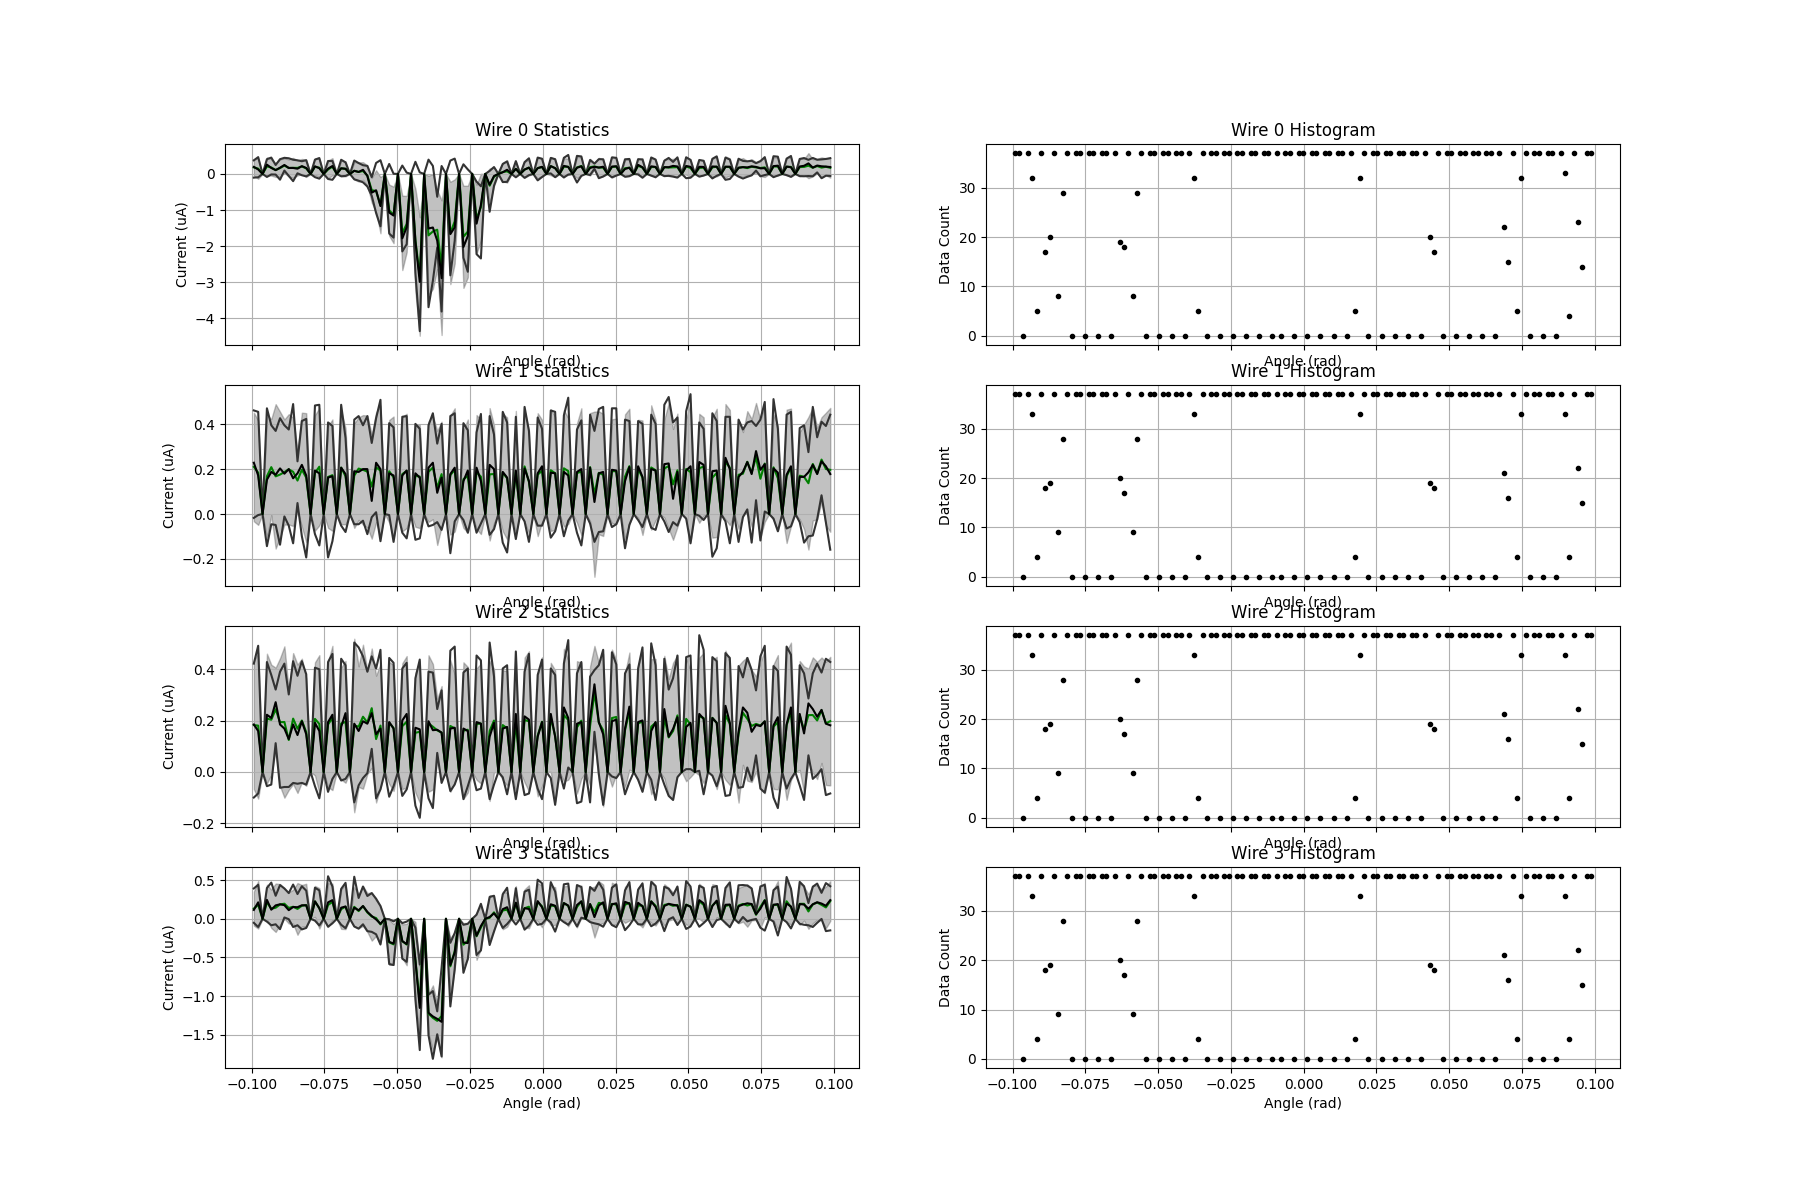 Wire 0 Statistics
Current (uA)
0
−1
−2
−3
−4
Angle (rad)
Wire 0 Histogram
Data Count
30
20
10
0
Angle (rad)
Wire 1 Statistics
Current (uA)
0.4
0.2
0.0
−0.2
Angle (rad)
Wire 1 Histogram
Data Count
30
20
10
0
Angle (rad)
Wire 2 Statistics
Current (uA)
0.4
0.2
0.0
−0.2
Angle (rad)
Wire 2 Histogram
Data Count
30
20
10
0
Angle (rad)
Wire 3 Statistics
Current (uA)
0.5
0.0
−0.5
−1.0
−1.5
−0.100 −0.075 −0.050 −0.025 0.000 0.025 0.050 0.075 0.100
Angle (rad)
Wire 3 Histogram
Data Count
30
20
10
0
−0.100 −0.075 −0.050 −0.025 0.000 0.025 0.050 0.075 0.100
Angle (rad)